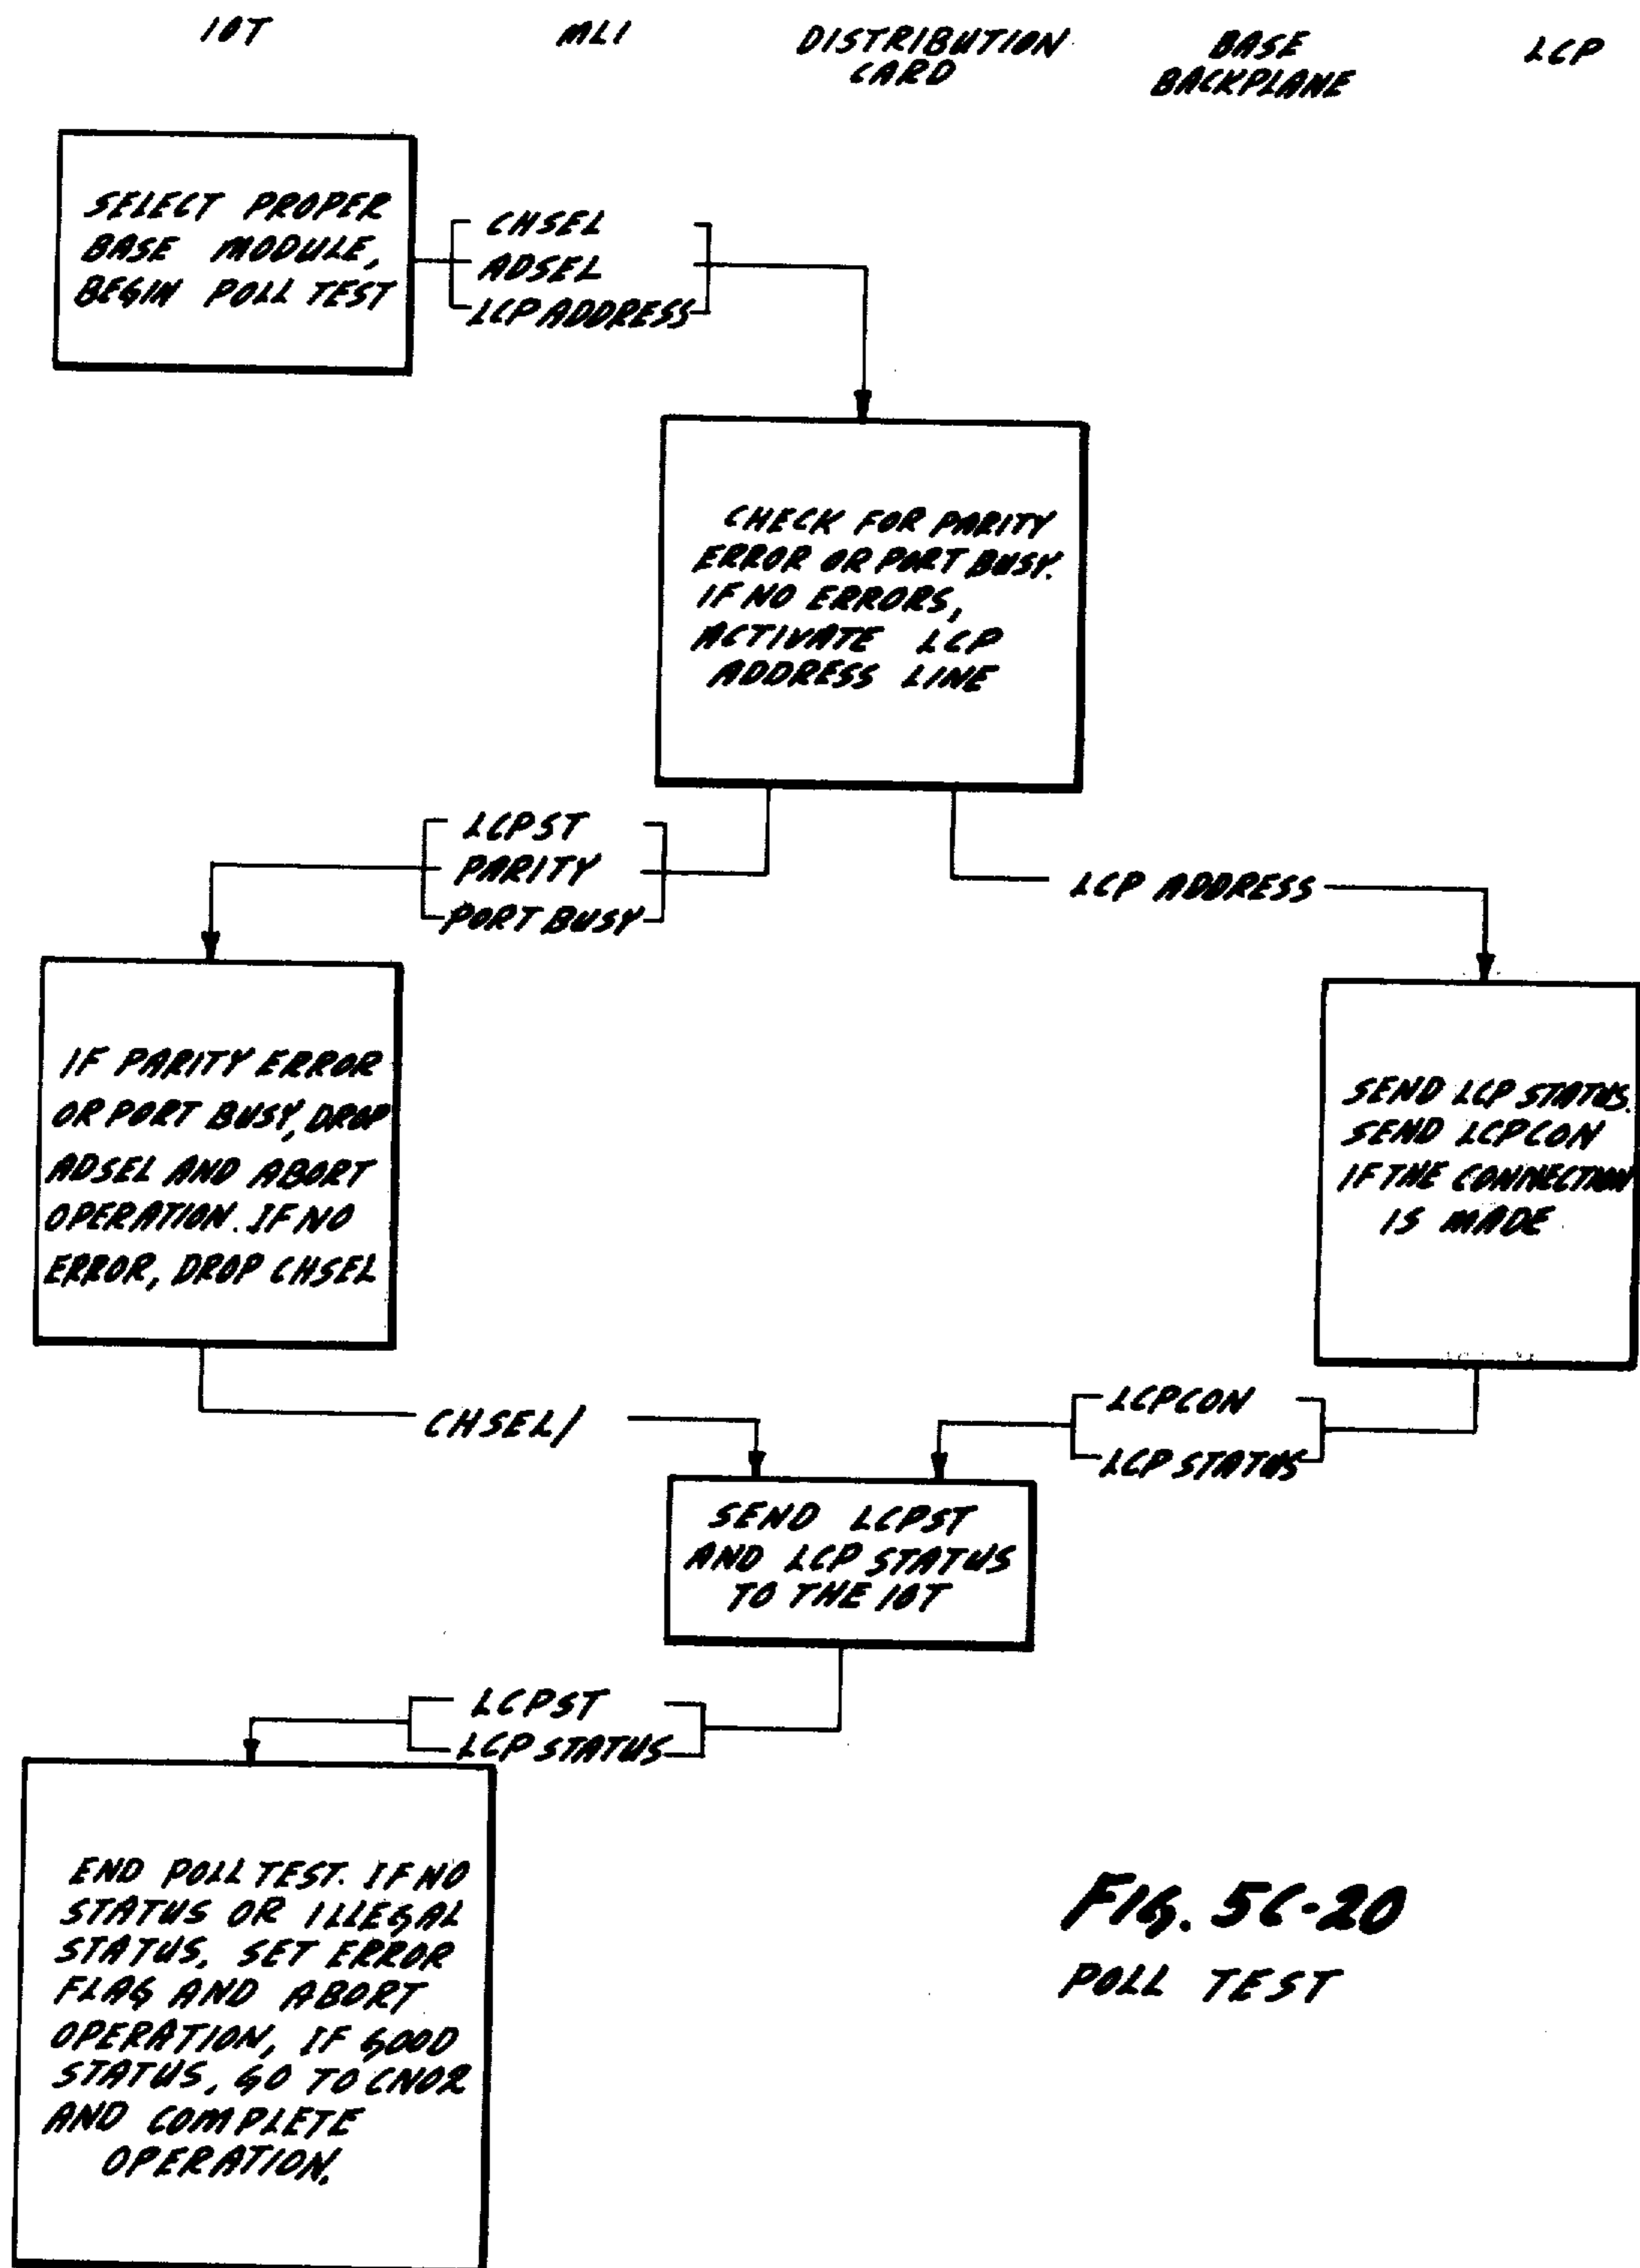 IOT
MLI
DISTRIBUTION
CARD
BASE
BACKPLANE
LCP
SELECT PROPER
BASE MODULE,
BEGIN POLL TEST
CHSEL
ADSEL
LCP ADDRESS
CHECK FOR PARITY
ERROR OR PORT BUSY.
IF NO ERRORS,
ACTIVATE LCP
ADDRESS LINE
LCPST
PARITY
PORT BUSY
LCP ADDRESS
IF PARITY ERROR
OR PORT BUSY, DROP
ADSEL AND ABORT
OPERATION. IF NO
ERROR, DROP CHSEL
SEND LCP STATUS.
SEND LCPCON
IF THE CONNECTION
IS MADE
CHSEL/
LCPCON
LCP STATUS
SEND LCPST
AND LCP STATUS
TO THE IOT
LCPST
LCP STATUS
END POLL TEST. IF NO
STATUS OR ILLEGAL
STATUS, SET ERROR
FLAG AND ABORT
OPERATION, IF GOOD
STATUS, GO TO CNO2
AND COMPLETE
OPERATION.
FIG. 5C-20
POLL TEST